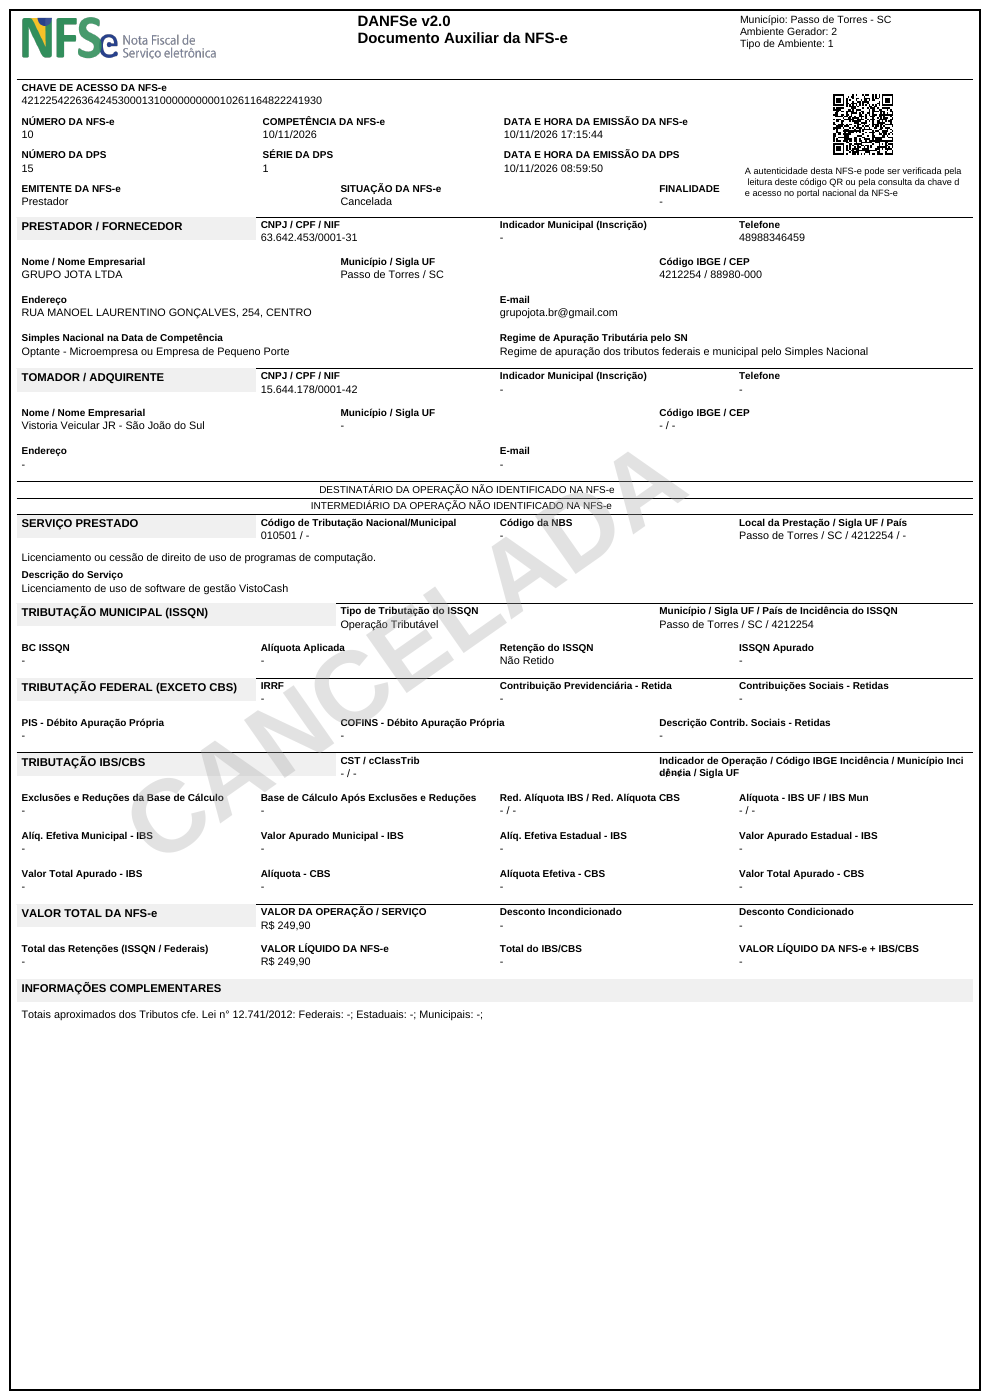 NFSe Nota Fiscal de
Serviço eletrônica
DANFSe v2.0
Documento Auxiliar da NFS-e
Município: Passo de Torres - SC
Ambiente Gerador: 2
Tipo de Ambiente: 1
CHAVE DE ACESSO DA NFS-e
42122542263642453000131000000000010261164822241930
NÚMERO DA NFS-e COMPETÊNCIA DA NFS-e DATA E HORA DA EMISSÃO DA NFS-e
10 10/11/2026 10/11/2026 17:15:44
NÚMERO DA DPS SÉRIE DA DPS DATA E HORA DA EMISSÃO DA DPS
15 1 10/11/2026 08:59:50
A autenticidade desta NFS-e pode ser verificada pela
leitura deste código QR ou pela consulta da chave d
e acesso no portal nacional da NFS-e
EMITENTE DA NFS-e SITUAÇÃO DA NFS-e FINALIDADE
Prestador Cancelada -
PRESTADOR / FORNECEDOR CNPJ / CPF / NIF Indicador Municipal (Inscrição) Telefone
63.642.453/0001-31 - 48988346459
Nome / Nome Empresarial Município / Sigla UF Código IBGE / CEP
GRUPO JOTA LTDA Passo de Torres / SC 4212254 / 88980-000
Endereço E-mail
RUA MANOEL LAURENTINO GONÇALVES, 254, CENTRO grupojota.br@gmail.com
Simples Nacional na Data de Competência Regime de Apuração Tributária pelo SN
Optante - Microempresa ou Empresa de Pequeno Porte Regime de apuração dos tributos federais e municipal pelo Simples Nacional
TOMADOR / ADQUIRENTE CNPJ / CPF / NIF Indicador Municipal (Inscrição) Telefone
15.644.178/0001-42 - -
Nome / Nome Empresarial Município / Sigla UF Código IBGE / CEP
Vistoria Veicular JR - São João do Sul - - / -
Endereço E-mail
- -
DESTINATÁRIO DA OPERAÇÃO NÃO IDENTIFICADO NA NFS-e
INTERMEDIÁRIO DA OPERAÇÃO NÃO IDENTIFICADO NA NFS-e
SERVIÇO PRESTADO Código de Tributação Nacional/Municipal Código da NBS Local da Prestação / Sigla UF / País
010501 / - - Passo de Torres / SC / 4212254 / -
Licenciamento ou cessão de direito de uso de programas de computação.
Descrição do Serviço
Licenciamento de uso de software de gestão VistoCash
TRIBUTAÇÃO MUNICIPAL (ISSQN) Tipo de Tributação do ISSQN Município / Sigla UF / País de Incidência do ISSQN
Operação Tributável Passo de Torres / SC / 4212254
BC ISSQN Alíquota Aplicada Retenção do ISSQN ISSQN Apurado
- - Não Retido -
TRIBUTAÇÃO FEDERAL (EXCETO CBS) IRRF Contribuição Previdenciária - Retida Contribuições Sociais - Retidas
- - -
PIS - Débito Apuração Própria COFINS - Débito Apuração Própria Descrição Contrib. Sociais - Retidas
- - -
TRIBUTAÇÃO IBS/CBS CST / cClassTrib Indicador de Operação / Código IBGE Incidência / Município Inci
- / - dência / Sigla UF
Exclusões e Reduções da Base de Cálculo Base de Cálculo Após Exclusões e Reduções Red. Alíquota IBS / Red. Alíquota CBS Alíquota - IBS UF / IBS Mun
- - - / - - / -
Alíq. Efetiva Municipal - IBS Valor Apurado Municipal - IBS Alíq. Efetiva Estadual - IBS Valor Apurado Estadual - IBS
- - - -
Valor Total Apurado - IBS Alíquota - CBS Alíquota Efetiva - CBS Valor Total Apurado - CBS
- - - -
VALOR TOTAL DA NFS-e VALOR DA OPERAÇÃO / SERVIÇO Desconto Incondicionado Desconto Condicionado
R$ 249,90 - -
Total das Retenções (ISSQN / Federais) VALOR LÍQUIDO DA NFS-e Total do IBS/CBS VALOR LÍQUIDO DA NFS-e + IBS/CBS
- R$ 249,90 - -
INFORMAÇÕES COMPLEMENTARES
Totais aproximados dos Tributos cfe. Lei n° 12.741/2012: Federais: -; Estaduais: -; Municipais: -;
CANCELADA